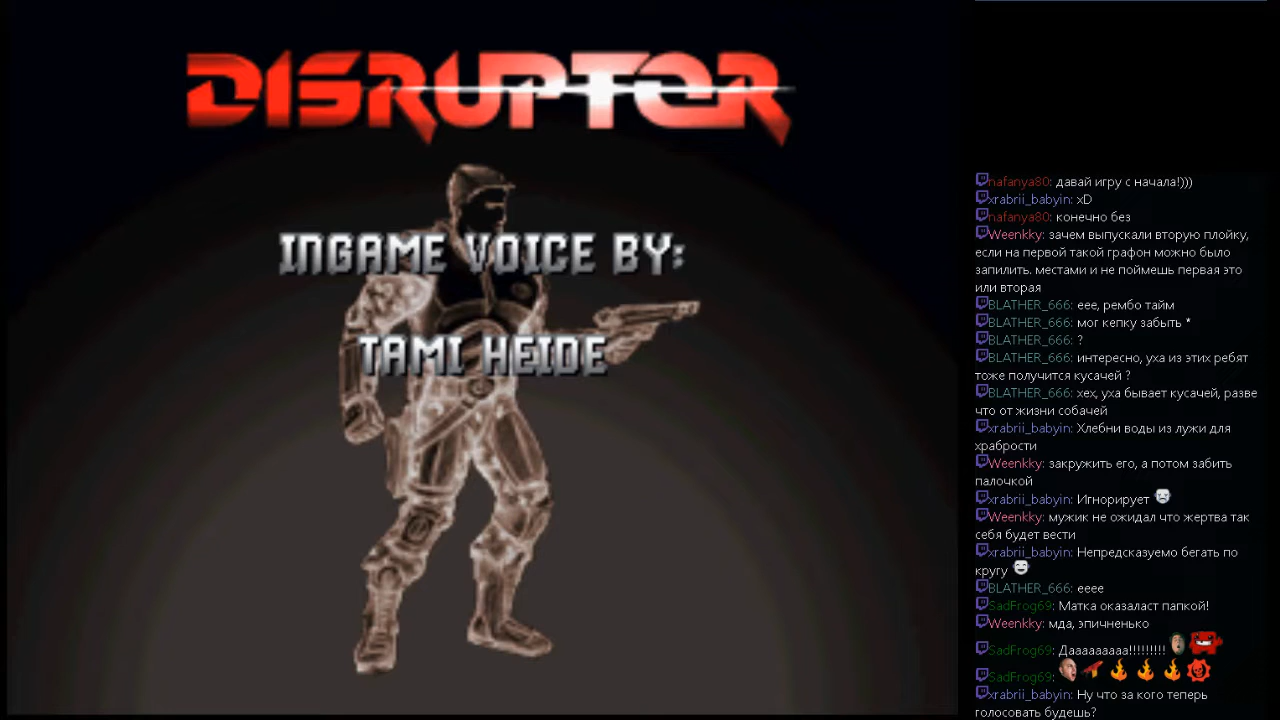 DISRUPTOR
INGAME VOICE BY:
TAMI HEIDE
nafanya80: давай игру с начала!)))
xrabrii_babyin: xD
nafanya80: конечно без
Weenkky: зачем выпускали вторую плойку,
если на первой такой графон можно было
запилить. местами и не поймешь первая это
или вторая
BLATHER_666: еее, рембо тайм
BLATHER_666: мог кепку забыть *
BLATHER_666: ?
BLATHER_666: интересно, уха из этих ребят
тоже получится кусачей ?
BLATHER_666: хех, уха бывает кусачей, разве
что от жизни собачей
xrabrii_babyin: Хлебни воды из лужи для
храбрости
Weenkky: закружить его, а потом забить
палочкой
xrabrii_babyin: Игнорирует
Weenkky: мужик не ожидал что жертва так
себя будет вести
xrabrii_babyin: Непредсказуемо бегать по
кругу
BLATHER_666: ееее
SadFrog69: Матка оказаласт папкой!
Weenkky: мда, эпичненько
SadFrog69: Дааааааааа!!!!!!!!!
SadFrog69:
xrabrii_babyin: Ну что за кого теперь
голосовать будешь?